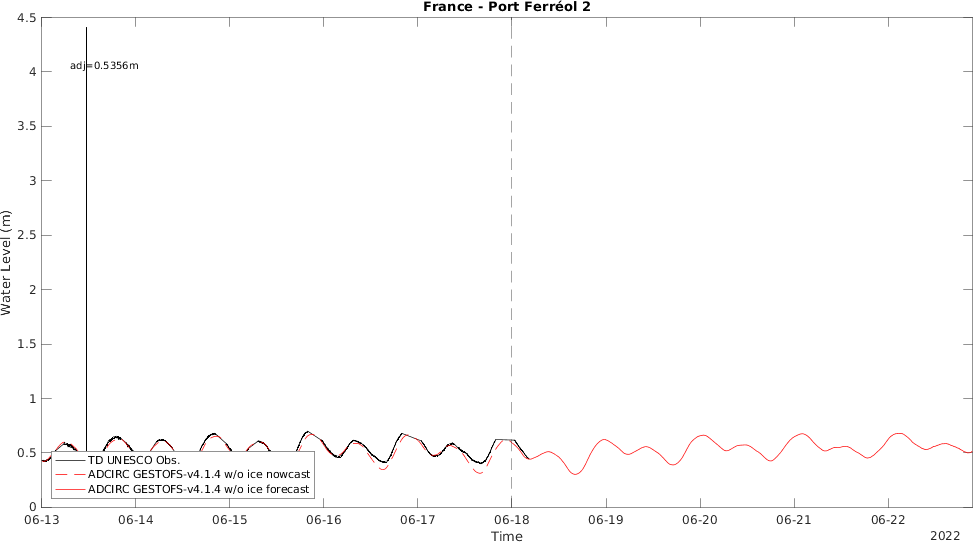 France - Port Ferréol 2
4.5
4
3.5
3
2.5
2
1.5
1
0.5
0
Water Level (m)
adj=0.5356m
TD UNESCO Obs.
ADCIRC GESTOFS-v4.1.4 w/o ice nowcast
ADCIRC GESTOFS-v4.1.4 w/o ice forecast
06-13 06-14 06-15 06-16 06-17 06-18 06-19 06-20 06-21 06-22
Time
2022